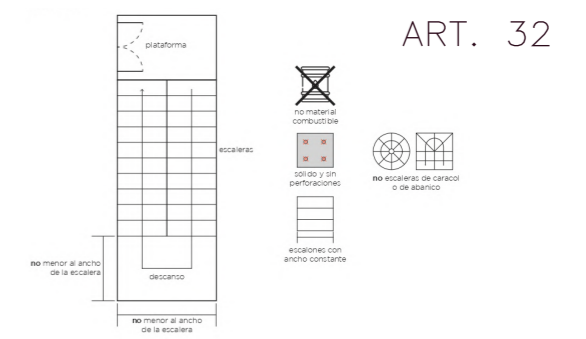 ART. 32
plataforma
no material
combustible
escaleras
solido y sin
perforaciones
no escaleras de caracol
o de abanico
escalones con
ancho constante
no menor al ancho
de la escalera
descanso
no menor al ancho
de la escalera